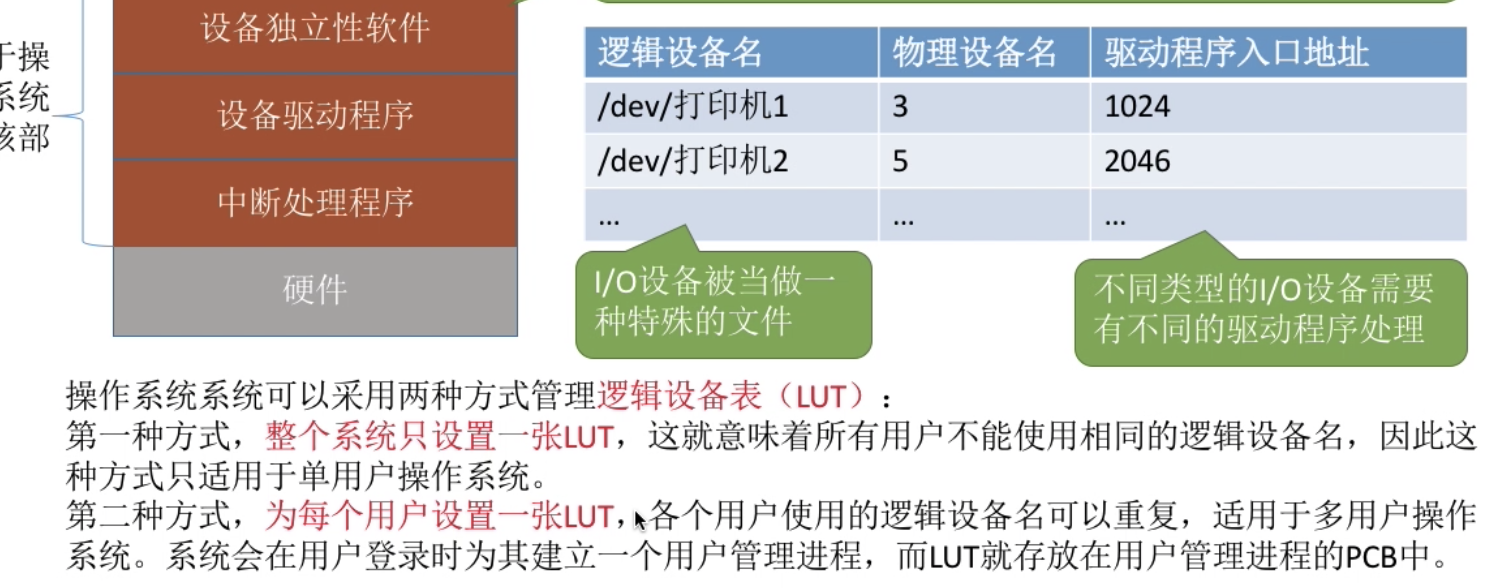 设备独立性软件
于操
系统
核部
设备驱动程序
中断处理程序
硬件
逻辑设备名 物理设备名 驱动程序入口地址
/dev/打印机1 3 1024
/dev/打印机2 5 2046
... ... ...
I/O设备被当做一
种特殊的文件
不同类型的I/O设备需要
有不同的驱动程序处理
操作系统系统可以采用两种方式管理逻辑设备表（LUT）：
第一种方式，整个系统只设置一张LUT，这就意味着所有用户不能使用相同的逻辑设备名，因此这
种方式只适用于单用户操作系统。
第二种方式，为每个用户设置一张LUT，各个用户使用的逻辑设备名可以重复，适用于多用户操作
系统。系统会在用户登录时为其建立一个用户管理进程，而LUT就存放在用户管理进程的PCB中。